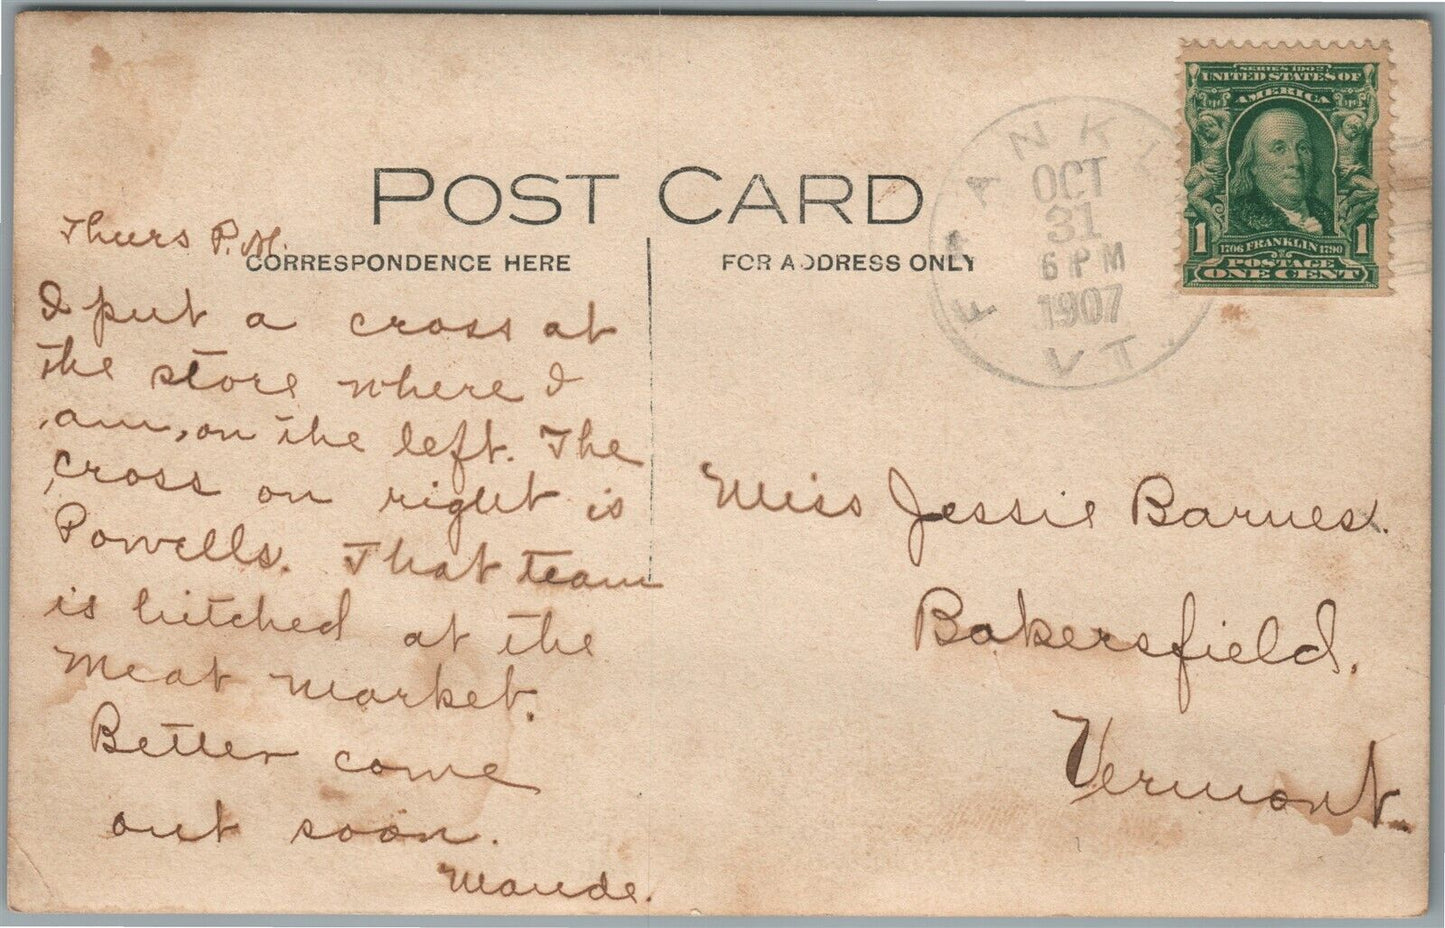 POST CARD
CORRESPONDENCE HERE
FOR ADDRESS ONLY
Thurs P.M.
I put a cross at
the store where I
am, on the left. The
cross on right is
Powells. That team
is hitched at the
meat market.
Better come
out soon.
Maude.
Miss Jessie Barnes.
Bakersfield,
Vermont.
FRANKL
OCT
31
6 PM
1907
VT.
SERIES 1902
UNITED STATES OF
AMERICA
1 1706 FRANKLIN 1790 1
POSTAGE
ONE CENT